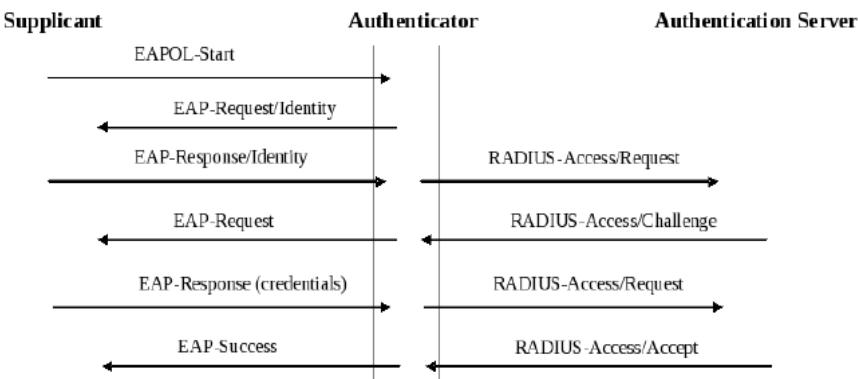 Supplicant Authenticator Authentication Server
EAPOL-Start
EAP-Request/Identity
EAP-Response/Identity RADIUS-Access/Request
EAP-Request RADIUS-Access/Challenge
EAP-Response (credentials) RADIUS-Access/Request
EAP-Success RADIUS-Access/Accept